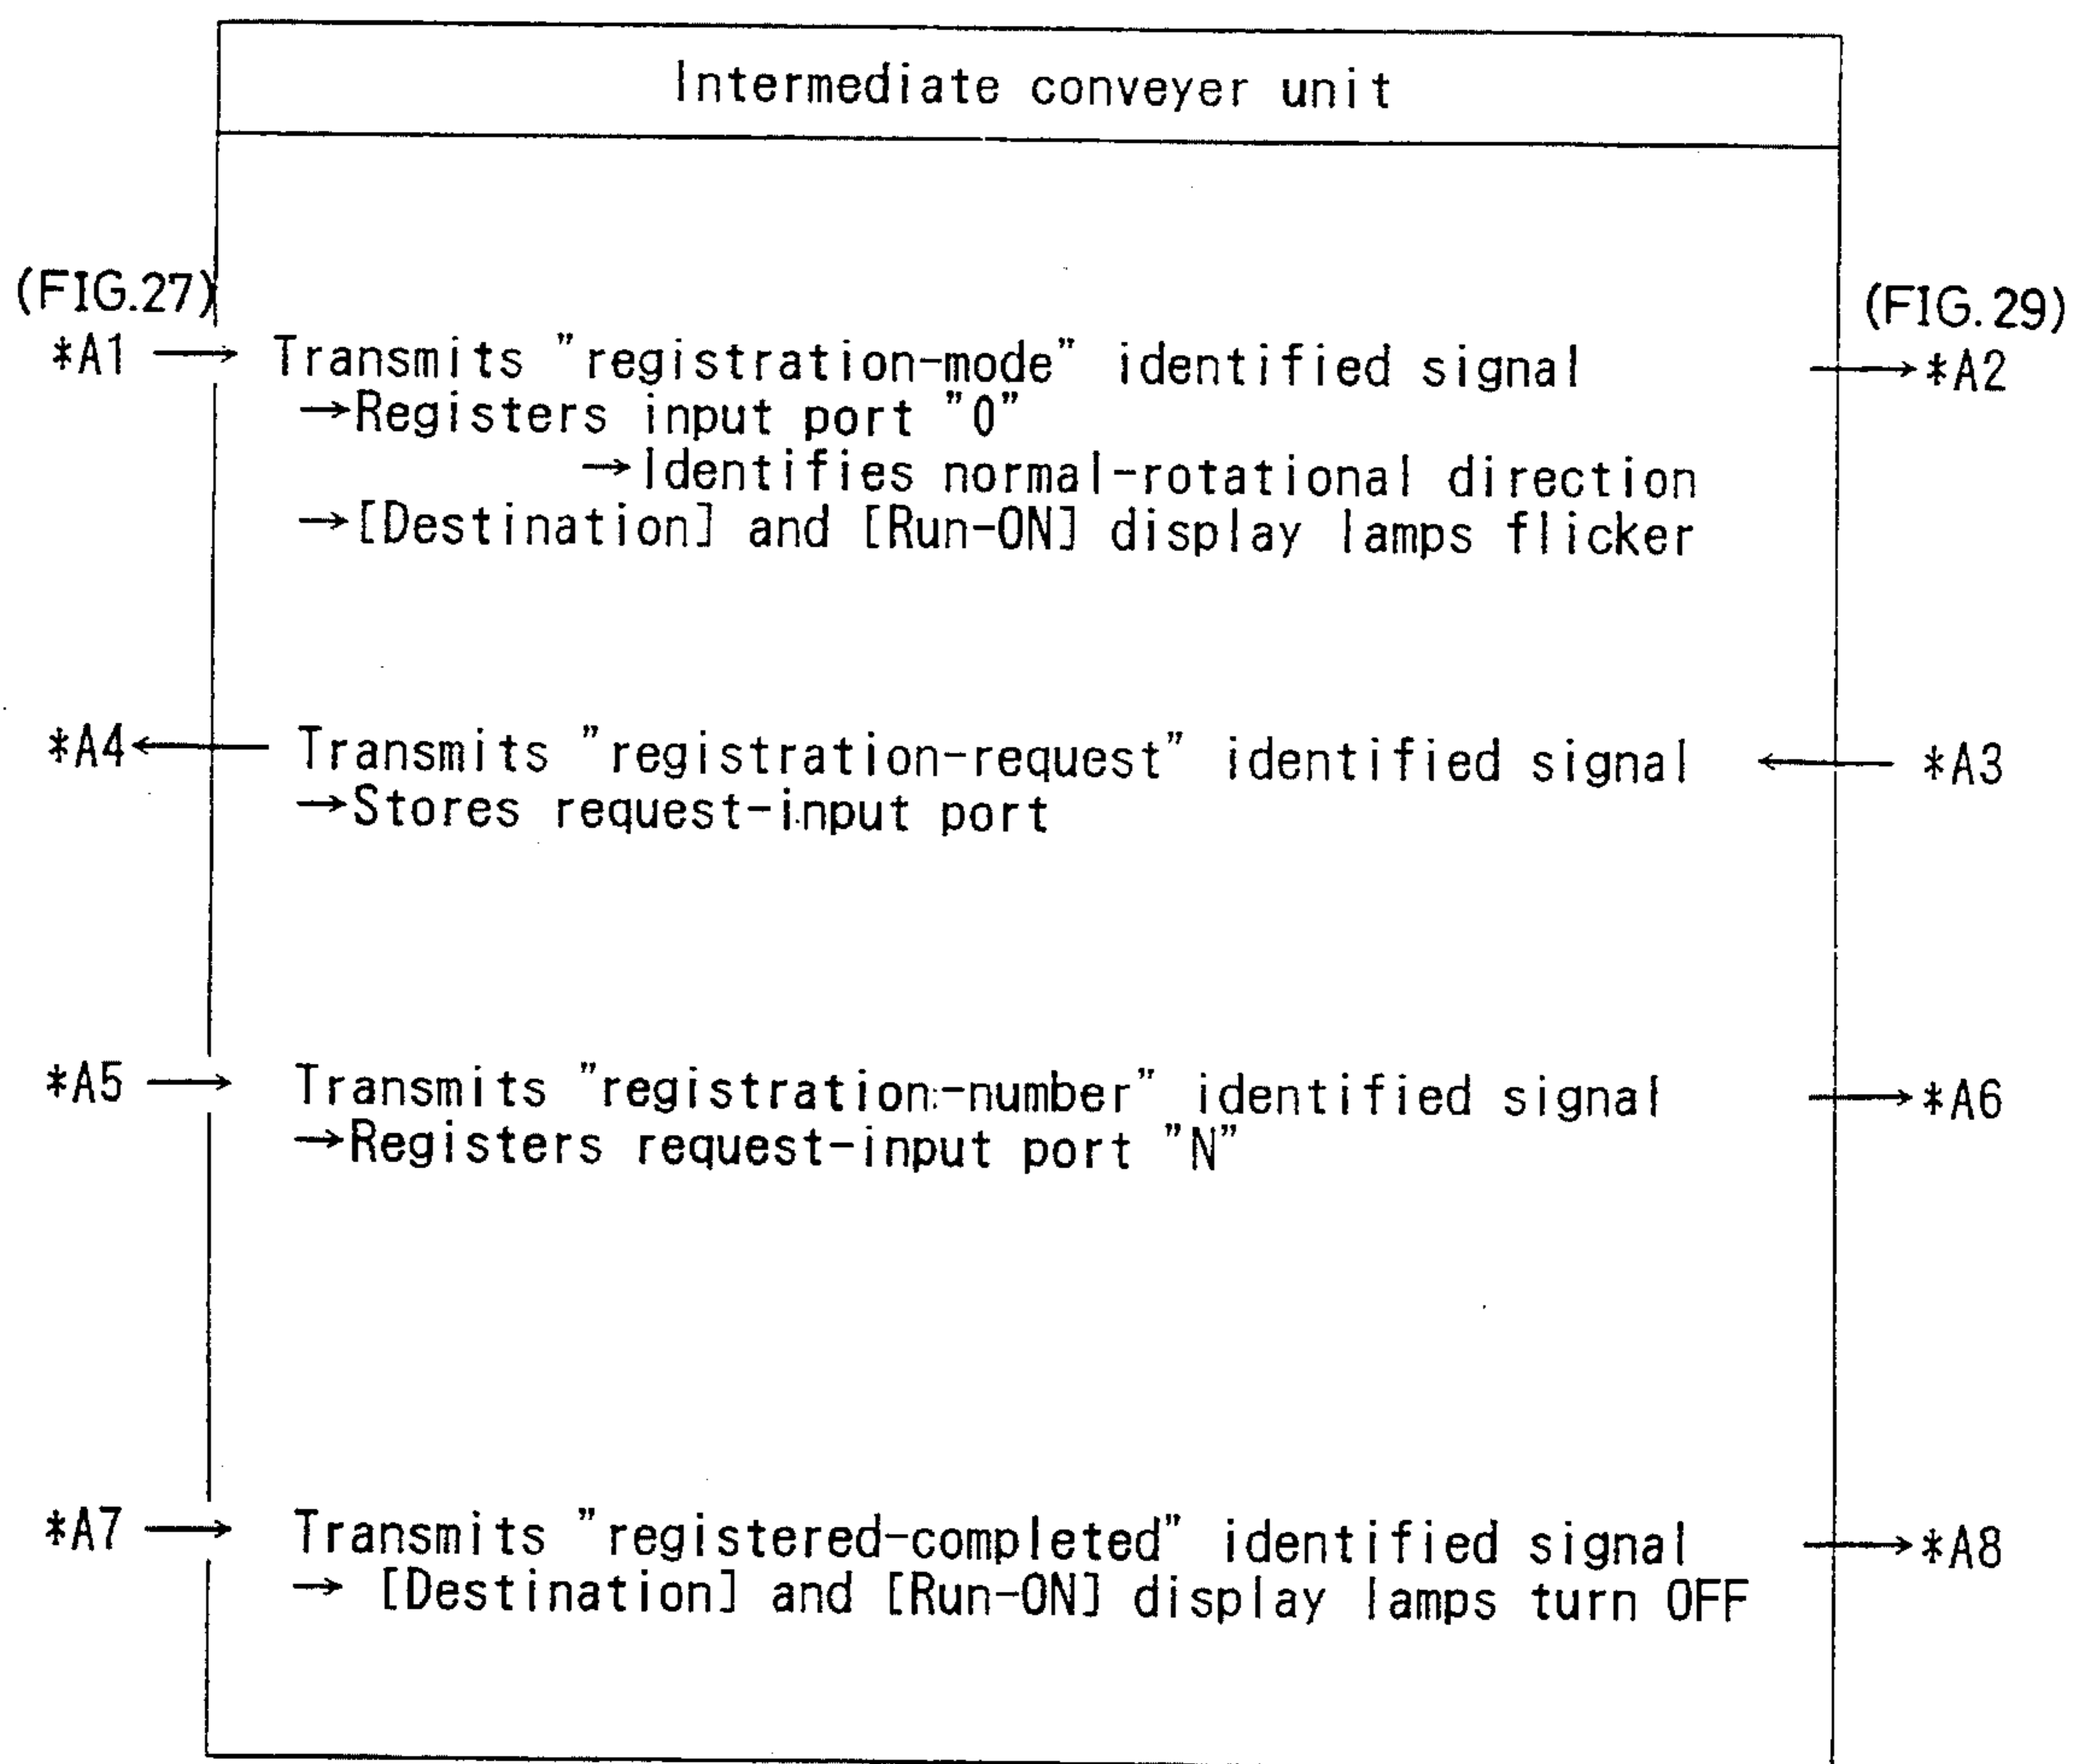 Intermediate conveyer unit
(FIG.27)
(FIG.29)
*A1 → Transmits "registration-mode" identified signal → *A2
→Registers input port "0"
→Identifies normal-rotational direction
→[Destination] and [Run-ON] display lamps flicker
*A4← Transmits "registration-request" identified signal ← *A3
→Stores request-input port
*A5 → Transmits "registration-number" identified signal → *A6
→Registers request-input port "N"
*A7 → Transmits "registered-completed" identified signal → *A8
→ [Destination] and [Run-ON] display lamps turn OFF